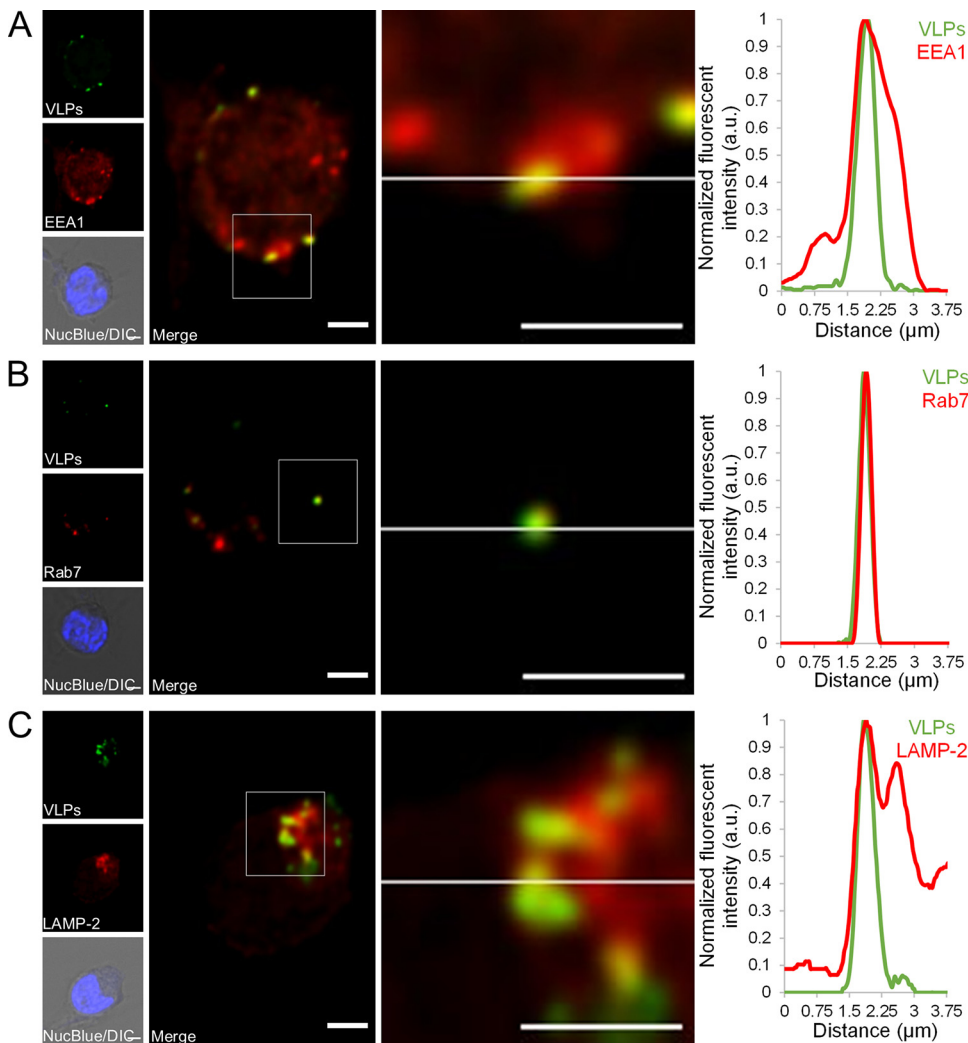 A
VLPs
EEA1
NucBlue/DIC
Merge
Normalized fluorescent
intensity (a.u.)
1
0.9
0.8
0.7
0.6
0.5
0.4
0.3
0.2
0.1
0
0 0.75 1.5 2.25 3 3.75
Distance (µm)
VLPs
EEA1
B
VLPs
Rab7
NucBlue/DIC
Merge
Normalized fluorescent
intensity (a.u.)
1
0.9
0.8
0.7
0.6
0.5
0.4
0.3
0.2
0.1
0
0 0.75 1.5 2.25 3 3.75
Distance (µm)
VLPs
Rab7
C
VLPs
LAMP-2
NucBlue/DIC
Merge
Normalized fluorescent
intensity (a.u.)
1
0.9
0.8
0.7
0.6
0.5
0.4
0.3
0.2
0.1
0
0 0.75 1.5 2.25 3 3.75
Distance (µm)
VLPs
LAMP-2